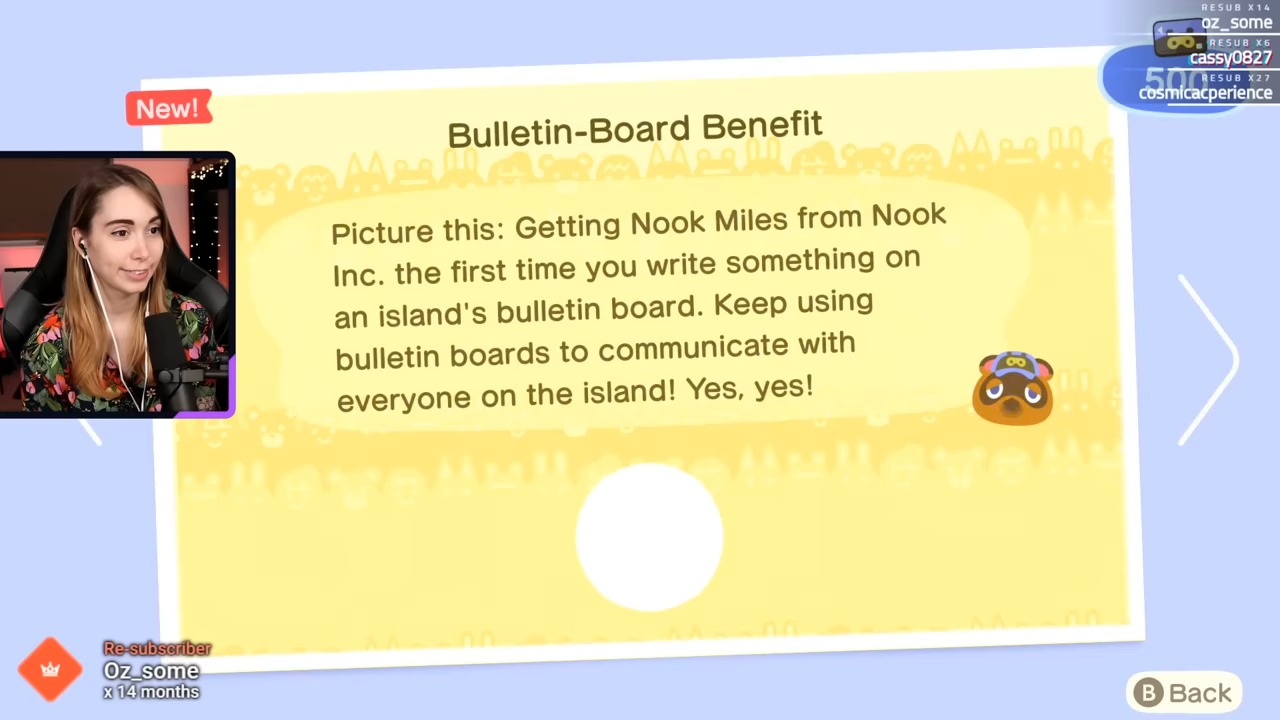 RESUB X14
oz_some
RESUB X6
cassy0827
RESUB X27
cosmicacperience
500
New!
Bulletin-Board Benefit
Picture this: Getting Nook Miles from Nook
Inc. the first time you write something on
an island's bulletin board. Keep using
bulletin boards to communicate with
everyone on the island! Yes, yes!
Re-subscriber
Oz_some
x 14 months
B Back